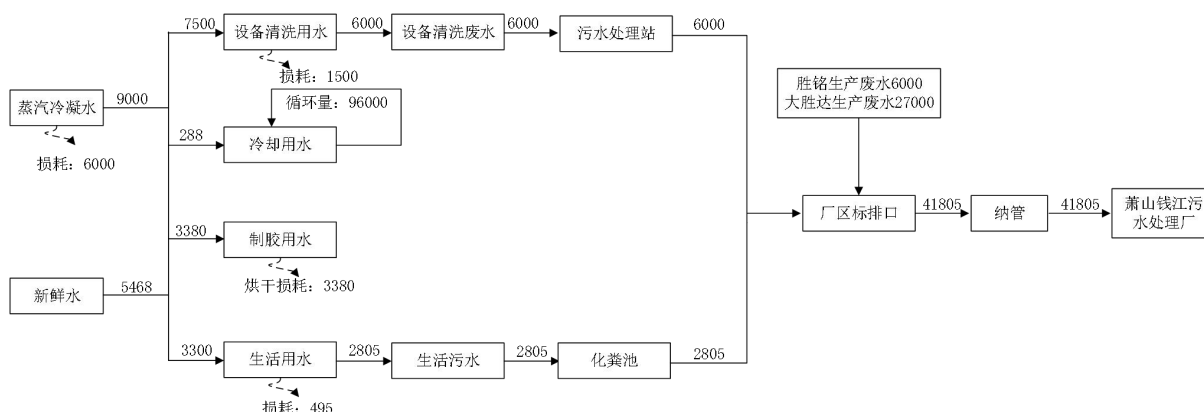 7500
设备清洗用水
6000
设备清洗废水
6000
污水处理站
6000
损耗：1500
胜铭生产废水6000
大胜达生产废水27000
蒸汽冷凝水
9000
循环量：96000
损耗：6000
288
冷却用水
厂区标排口
41805
纳管
41805
萧山钱江污
水处理厂
3380
制胶用水
烘干损耗：3380
新鲜水
5468
3300
生活用水
2805
生活污水
2805
化粪池
2805
损耗：495